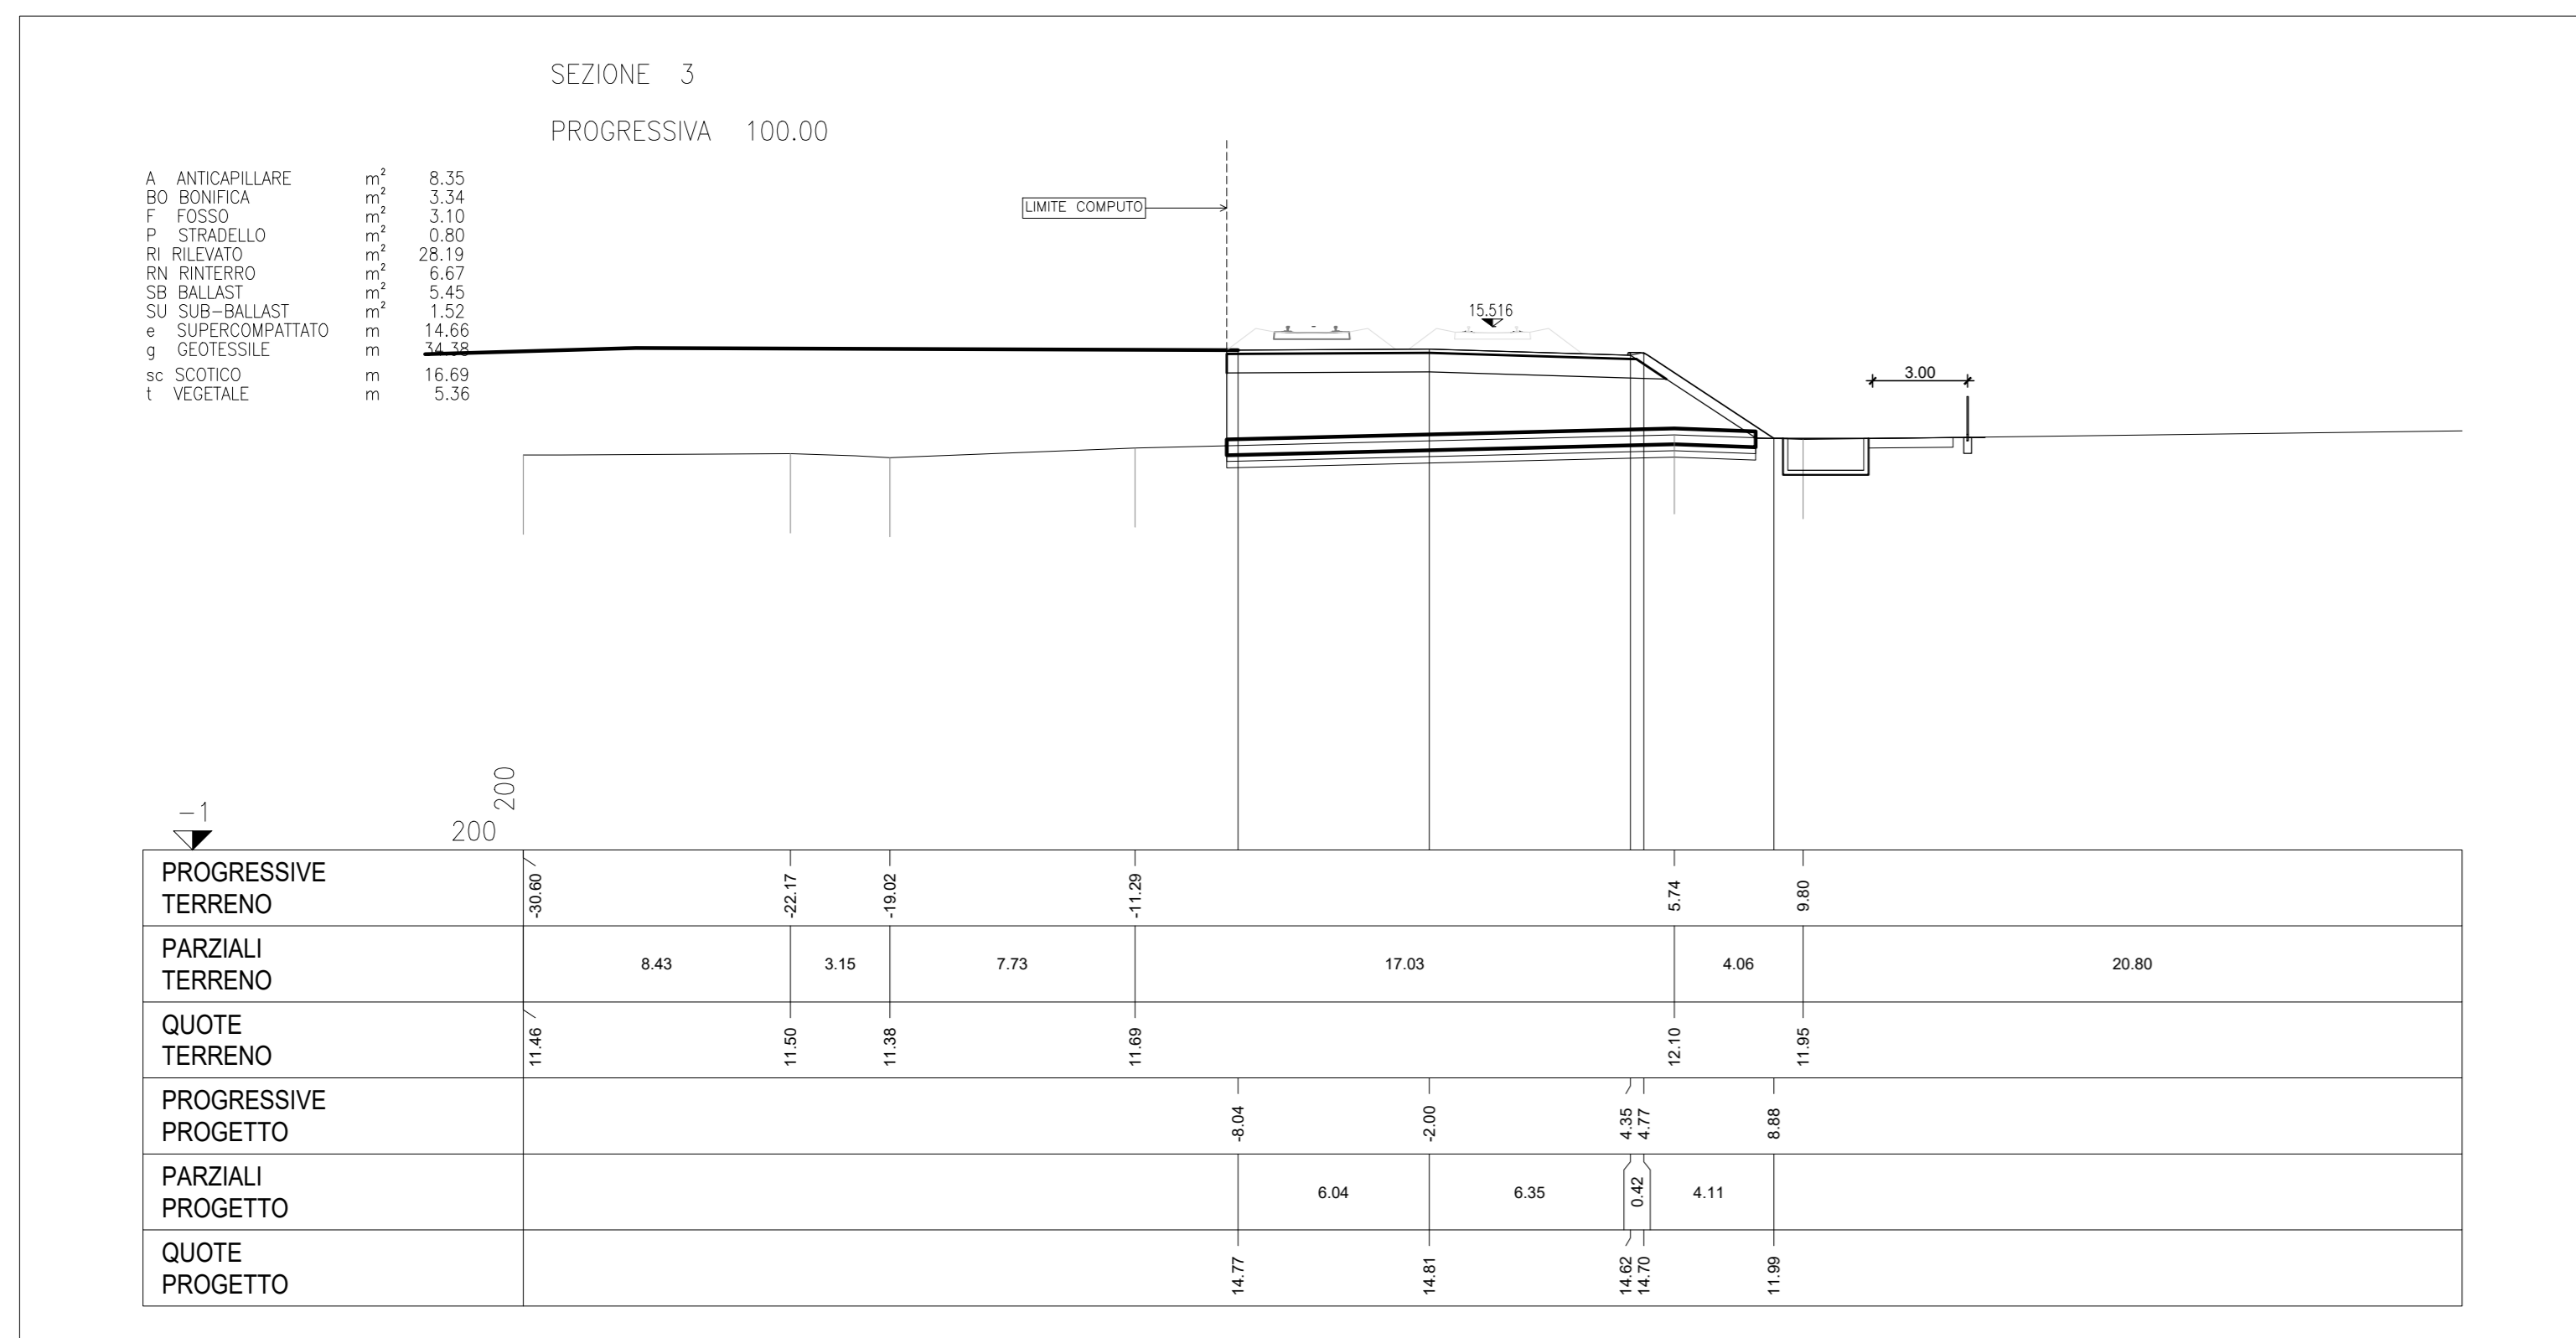 SEZIONE 3
PROGRESSIVA 100.00
A ANTICAPILLARE m² 8.35
BO BONIFICA m² 3.34
F FOSSO m² 3.10
P STRADELLO m² 0.80
RI RILEVATO m² 28.19
RN RINTERRO m² 6.67
SB BALLAST m² 5.45
SU SUB-BALLAST m² 1.52
e SUPERCOMPATTATO m 14.66
g GEOTESSILE m 34.38
sc SCOTICO m 16.69
t VEGETALE m 5.36
LIMITE COMPUTO
15.516
3.00
200
-1
200
PROGRESSIVE
TERRENO
-30.60 -22.17 -19.02 -11.29 5.74 9.80
PARZIALI
TERRENO
8.43 3.15 7.73 17.03 4.06 20.80
QUOTE
TERRENO
11.46 11.50 11.38 11.69 12.10 11.95
PROGRESSIVE
PROGETTO
-8.04 -2.00 4.35 4.77 8.88
PARZIALI
PROGETTO
6.04 6.35 0.42 4.11
QUOTE
PROGETTO
14.77 14.81 14.62 14.70 11.99